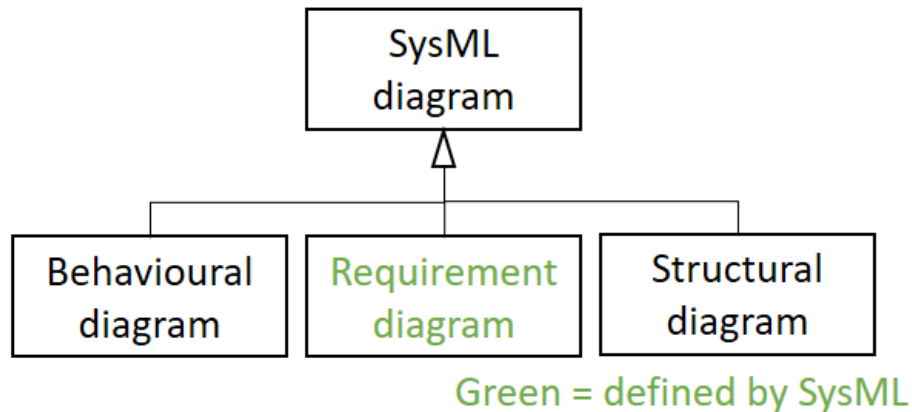 SysML
diagram
Behavioural
diagram
Requirement
diagram
Structural
diagram
Green = defined by SysML